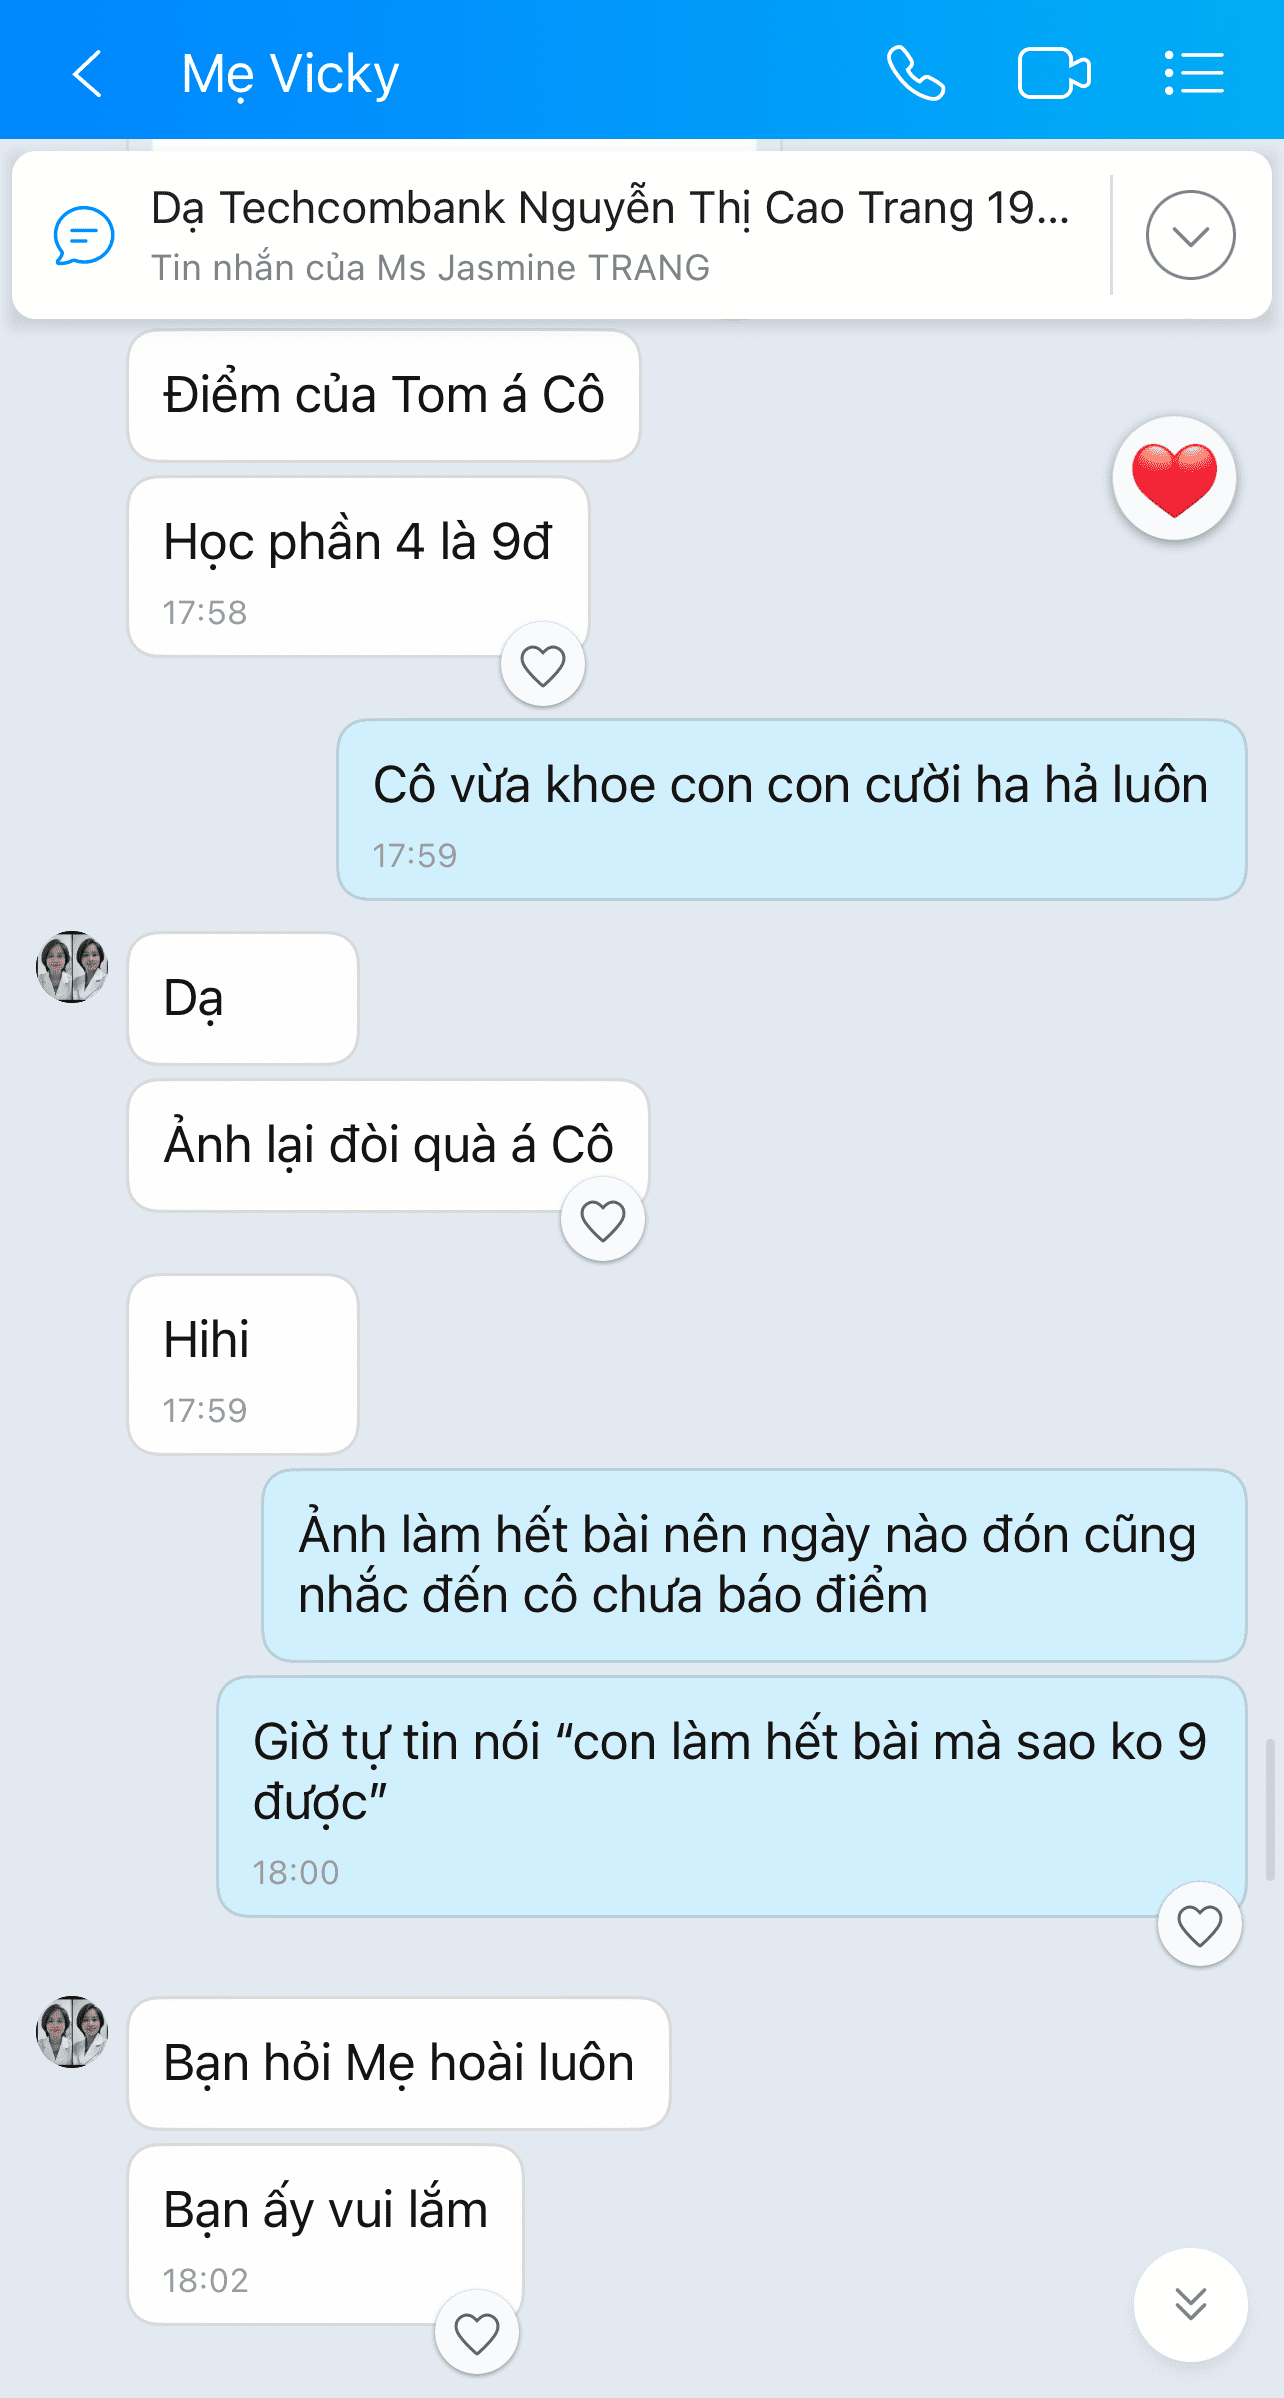 Mẹ Vicky
Dạ Techcombank Nguyễn Thị Cao Trang 19...
Tin nhắn của Ms Jasmine TRANG
Điểm của Tom á Cô
Học phần 4 là 9đ
17:58
Cô vừa khoe con con cười ha hả luôn
17:59
Dạ
Ảnh lại đòi quà á Cô
Hihi
17:59
Ảnh làm hết bài nên ngày nào đón cũng
nhắc đến cô chưa báo điểm
Giờ tự tin nói “con làm hết bài mà sao ko 9
được”
18:00
Bạn hỏi Mẹ hoài luôn
Bạn ấy vui lắm
18:02